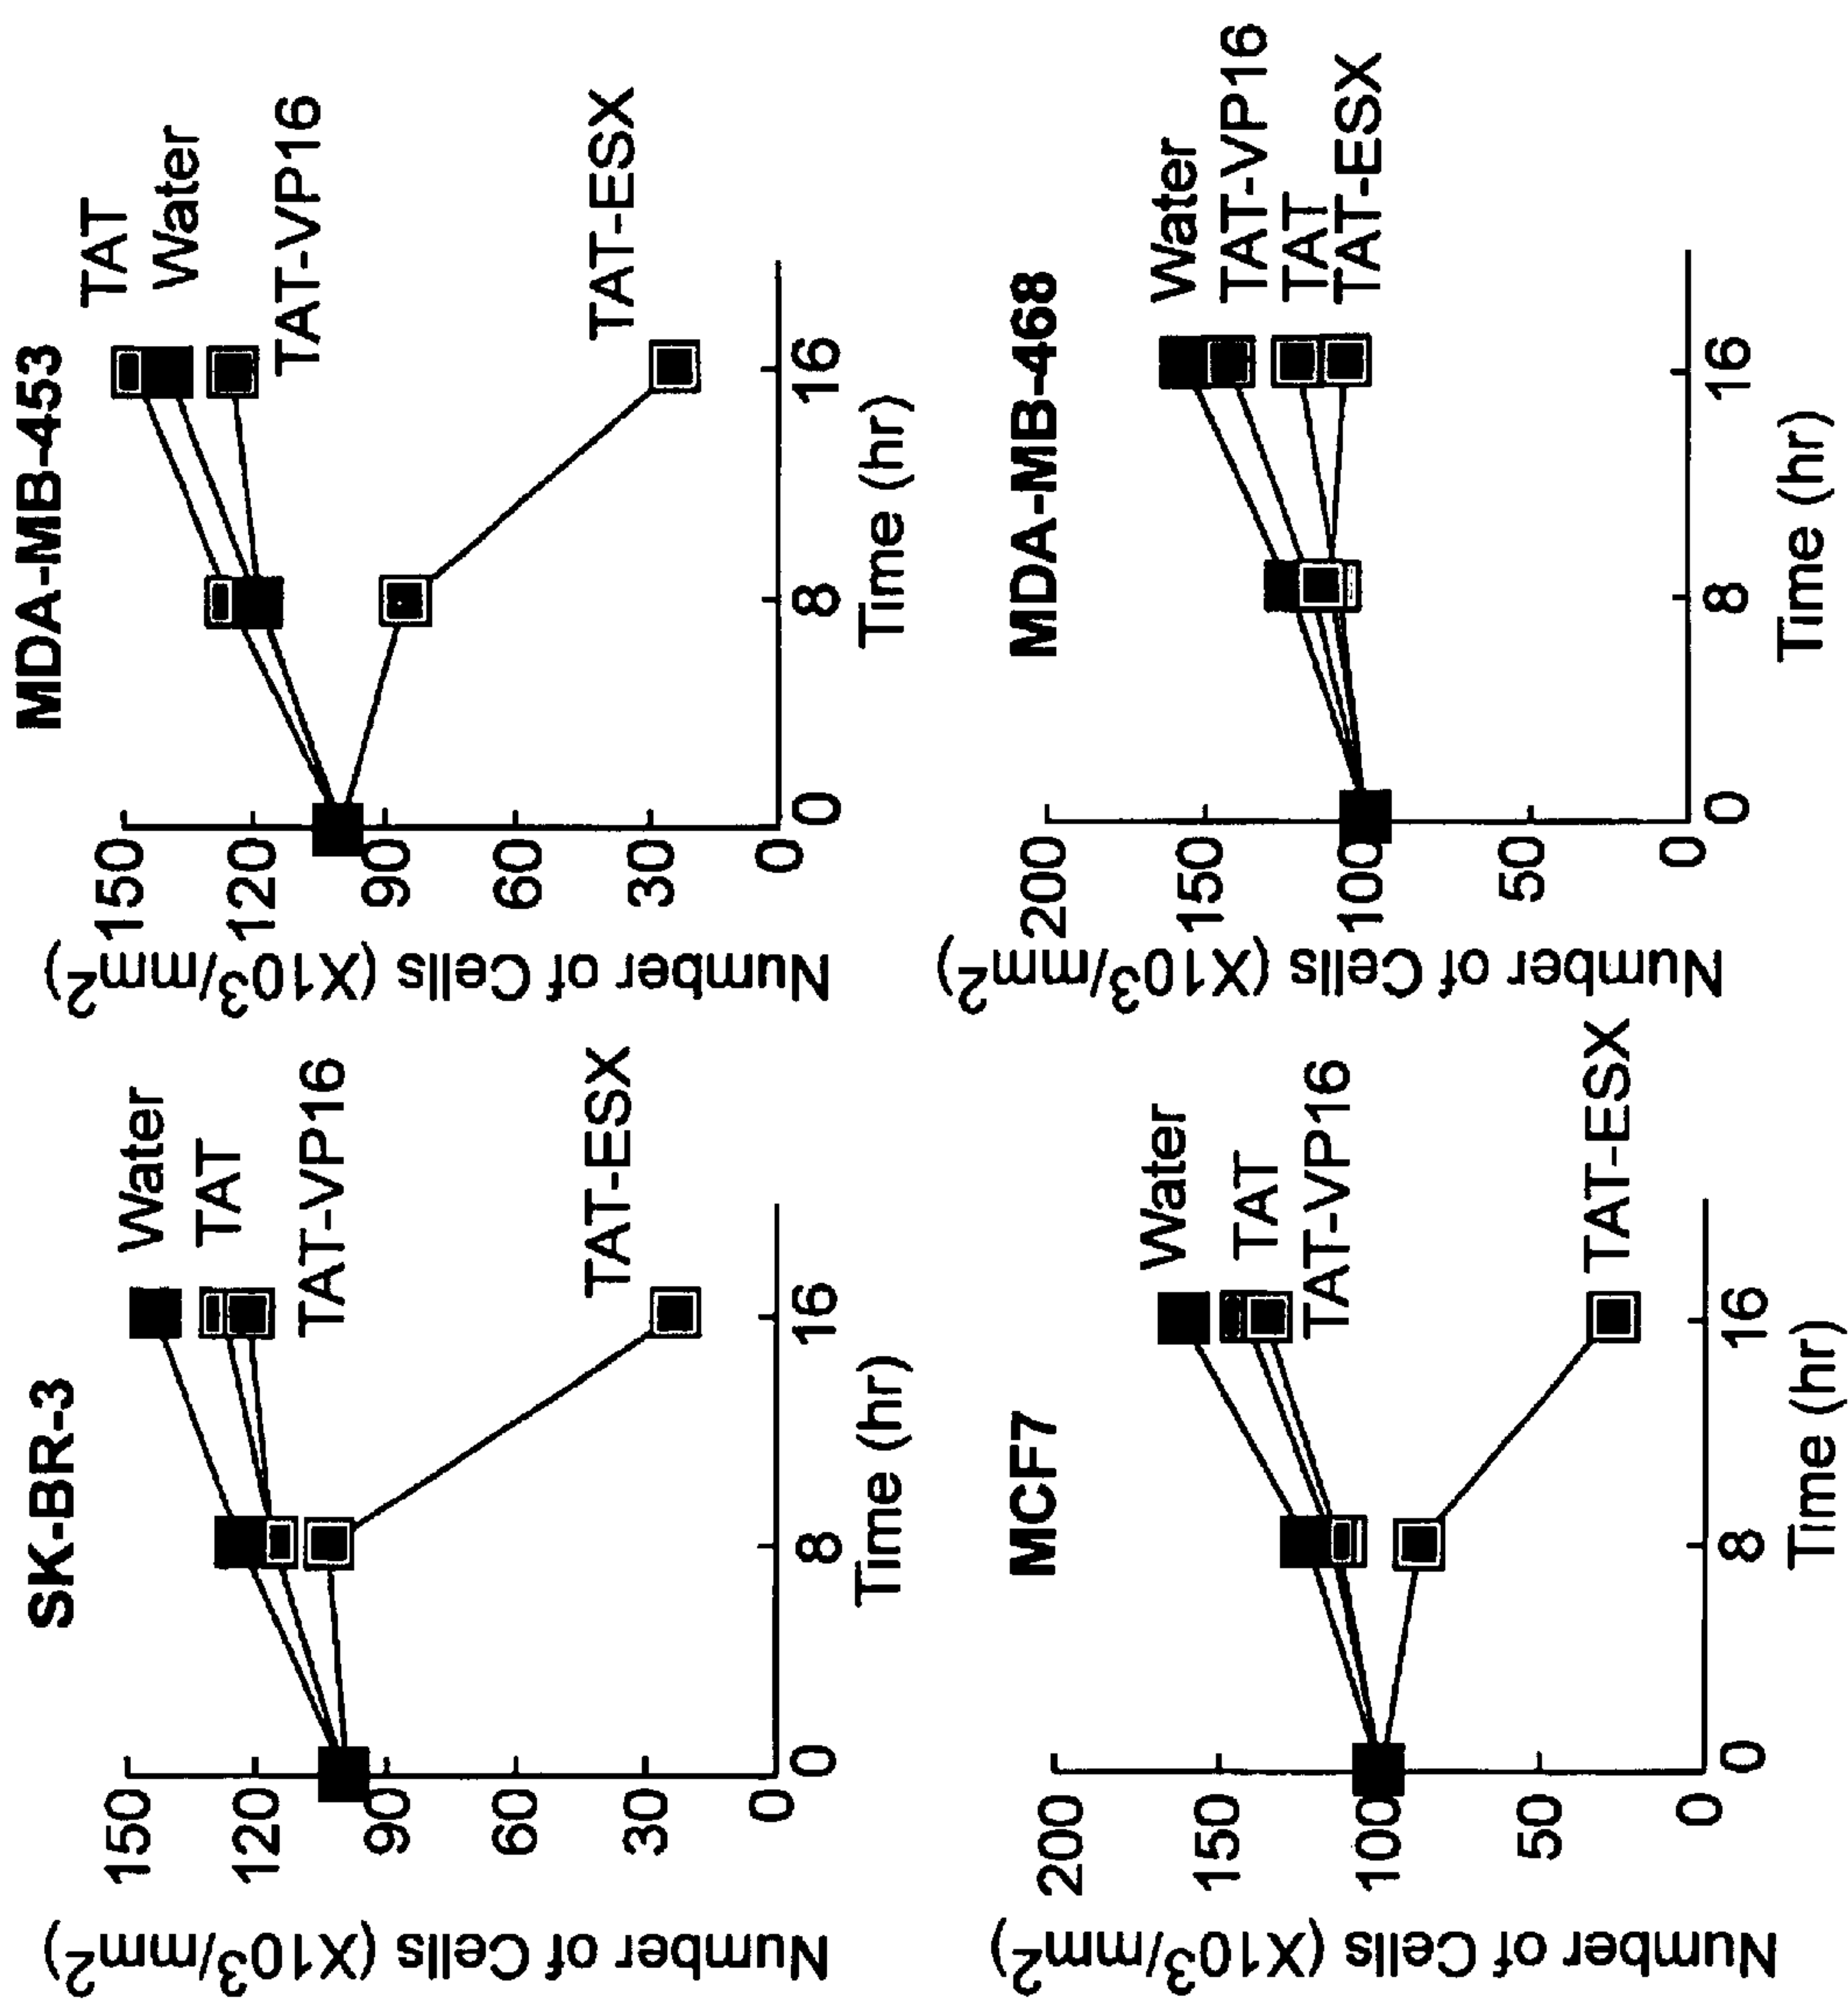 SK-BR-3
Number of Cells (X10³/mm²)
150
120
90
60
30
0
Water
TAT
TAT-VP16
TAT-ESX
0
8
16
Time (hr)
MDA-MB-453
Number of Cells (X10³/mm²)
150
120
90
60
30
0
TAT
Water
TAT-VP16
TAT-ESX
0
8
16
Time (hr)
MCF7
Number of Cells (X10³/mm²)
200
150
100
50
0
Water
TAT
TAT-VP16
TAT-ESX
0
8
16
Time (hr)
MDA-MB-468
Number of Cells (X10³/mm²)
200
150
100
50
0
Water
TAT-VP16
TAT
TAT-ESX
0
8
16
Time (hr)